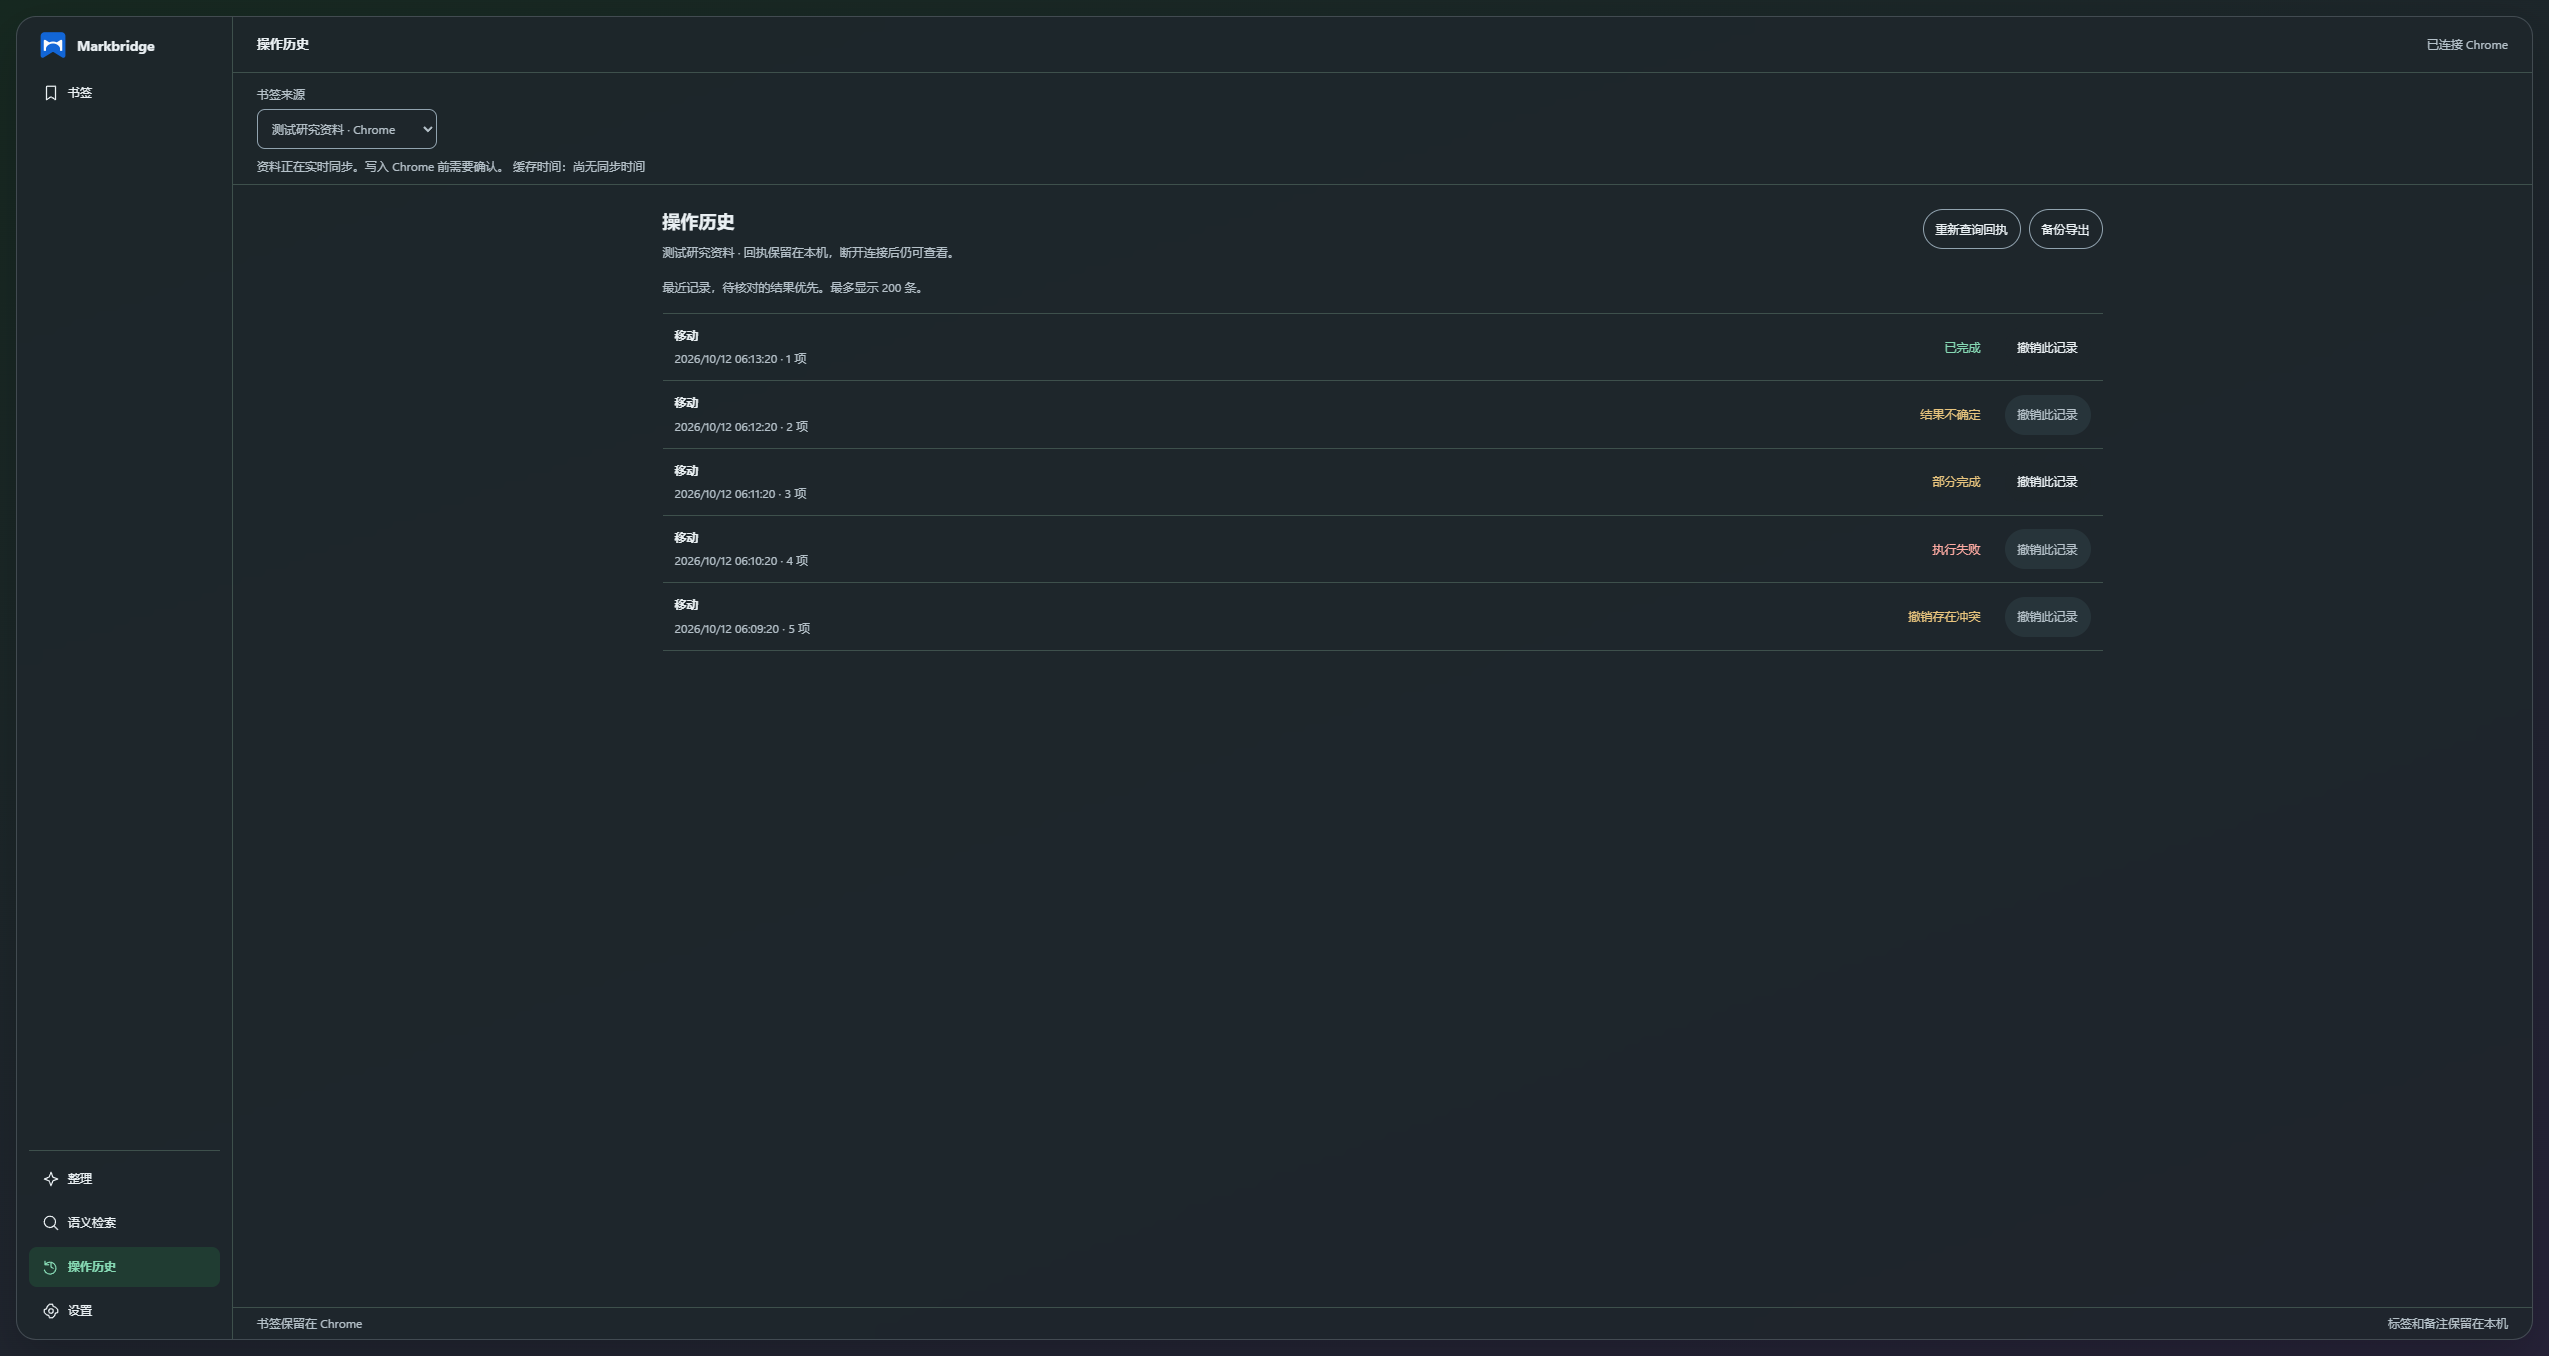 Markbridge
书签
操作历史
已连接 Chrome
书签来源
测试研究资料 · Chrome
资料正在实时同步。写入 Chrome 前需要确认。 缓存时间：尚无同步时间
操作历史
重新查询回执
备份导出
测试研究资料 · 回执保留在本机，断开连接后仍可查看。
最近记录，待核对的结果优先。最多显示 200 条。
移动
2026/10/12 06:13:20 · 1 项
已完成
撤销此记录
移动
2026/10/12 06:12:20 · 2 项
结果不确定
撤销此记录
移动
2026/10/12 06:11:20 · 3 项
部分完成
撤销此记录
移动
2026/10/12 06:10:20 · 4 项
执行失败
撤销此记录
移动
2026/10/12 06:09:20 · 5 项
撤销存在冲突
撤销此记录
整理
语义检索
操作历史
设置
书签保留在 Chrome
标签和备注保留在本机